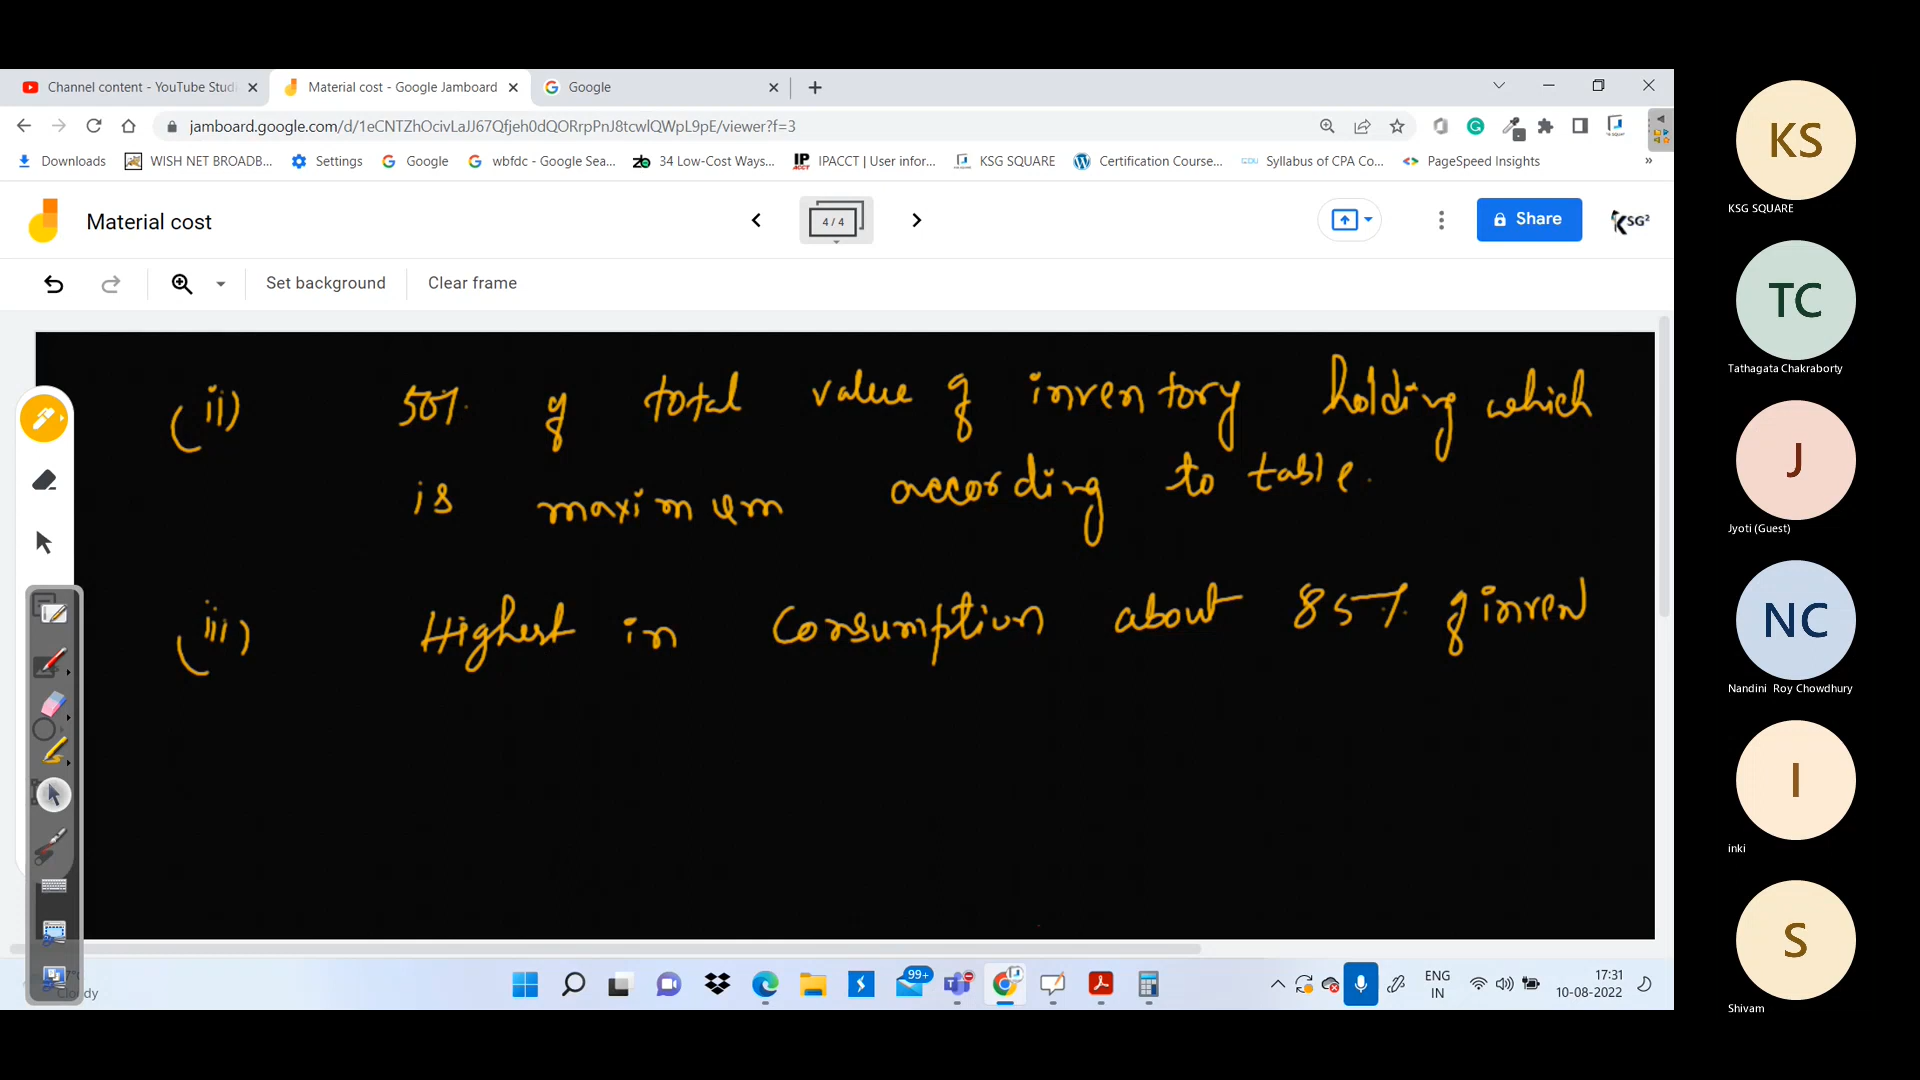 Channel content - YouTube Stud
Material cost - Google Jamboard
Google
jamboard.google.com/d/1eCNTZhOcivLaJJ67Qfjeh0dQORrpPnJ8tcwlQWpL9pE/viewer?f=3
Downloads
WISH NET BROADB...
Settings
Google
wbfdc - Google Sea...
34 Low-Cost Ways...
IPACCT | User infor...
KSG SQUARE
Certification Course...
Syllabus of CPA Co...
PageSpeed Insights
»
Material cost
4 / 4
Share
KSG²
Set background
Clear frame
(ii) 50% of total value of inventory holding which
is maximum according to table.
(iii) Highest in Consumption about 85% of inven
Cloudy
99+
ENG
IN
17:31
10-08-2022
KS
KSG SQUARE
TC
Tathagata Chakraborty
J
Jyoti (Guest)
NC
Nandini Roy Chowdhury
I
inki
S
Shivam